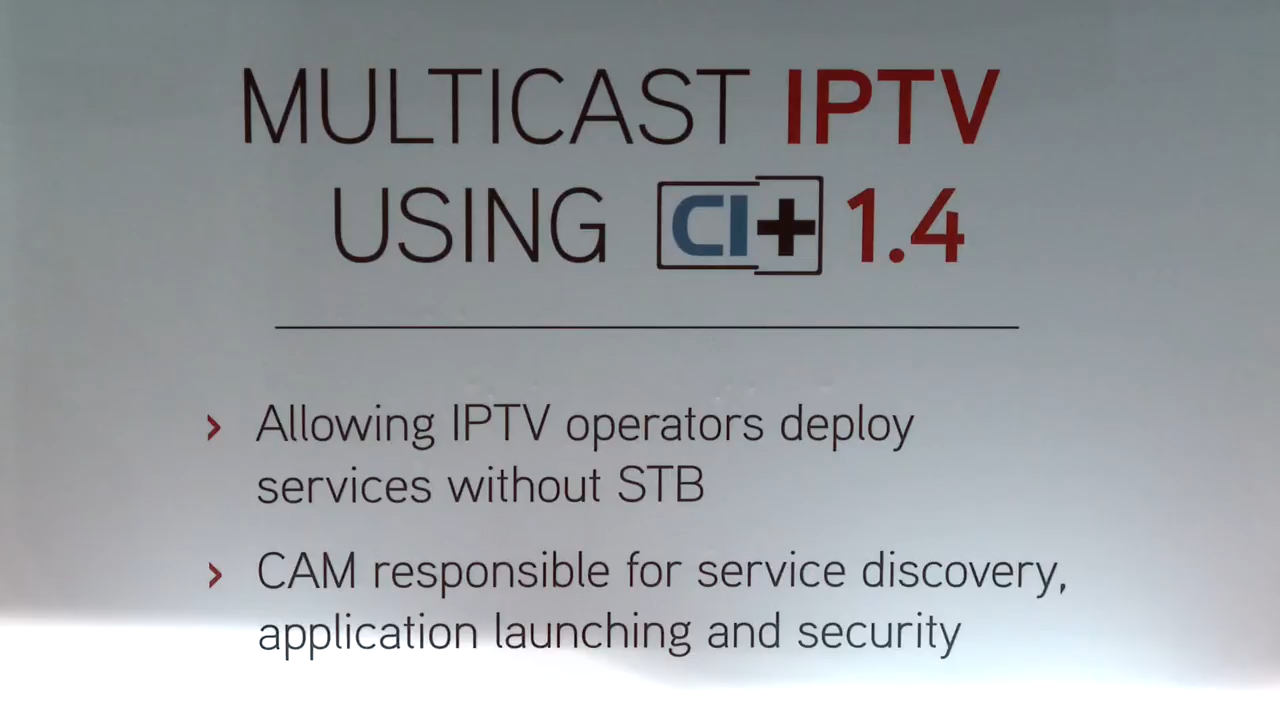 MULTICAST IPTV
USING CI+ 1.4
› Allowing IPTV operators deploy
services without STB
› CAM responsible for service discovery,
application launching and security